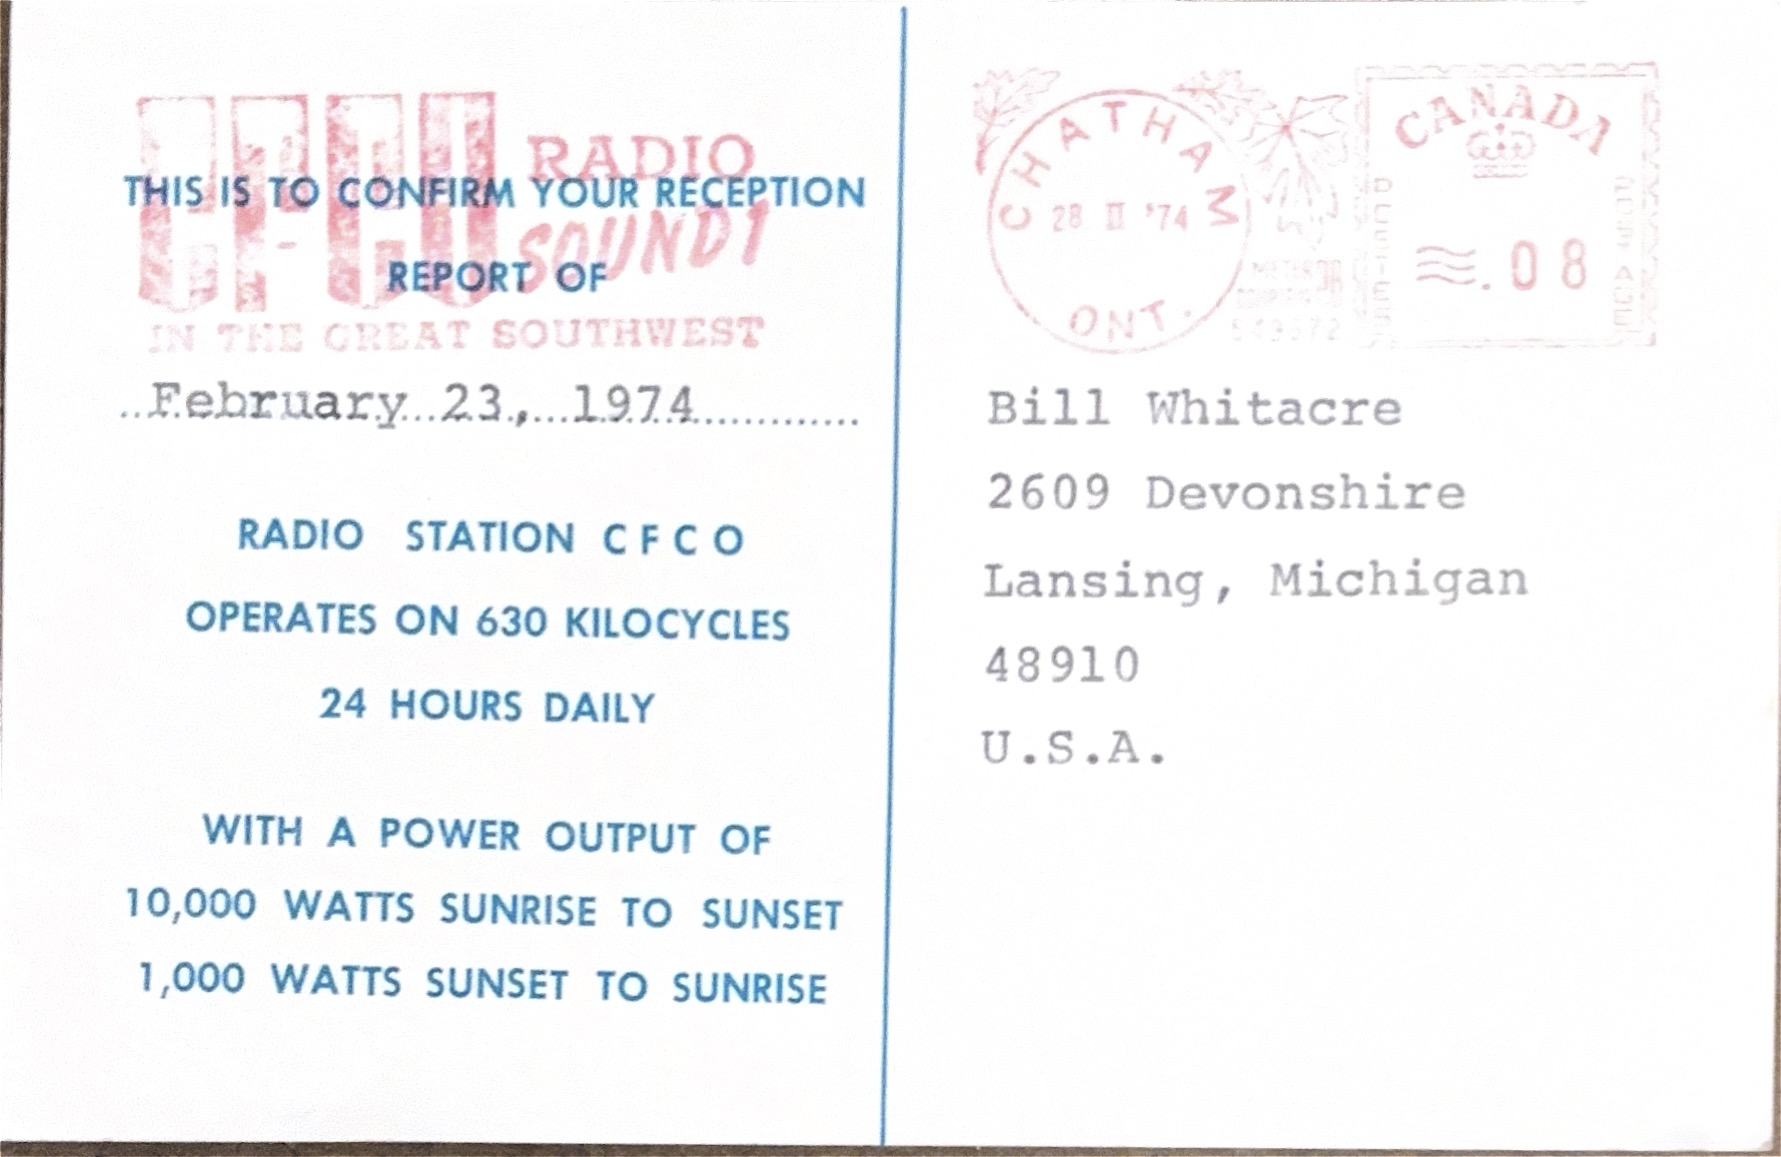 CFCO RADIO
SOUND 1
IN THE GREAT SOUTHWEST
THIS IS TO CONFIRM YOUR RECEPTION
REPORT OF
February 23, 1974
RADIO STATION C F C O
OPERATES ON 630 KILOCYCLES
24 HOURS DAILY
WITH A POWER OUTPUT OF
10,000 WATTS SUNRISE TO SUNSET
1,000 WATTS SUNSET TO SUNRISE
CHATHAM
28 II '74
ONT.
CANADA
.08
Bill Whitacre
2609 Devonshire
Lansing, Michigan
48910
U.S.A.